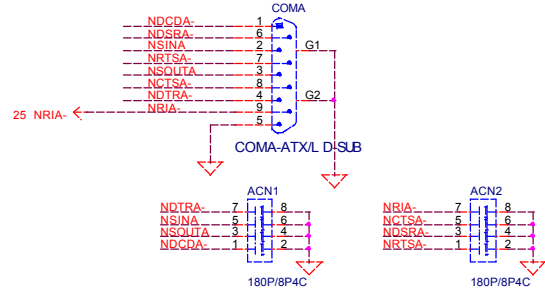 COMA
NDCDA- 1
NDSRA- 6
NSINA 2
NRTSA- 7
NSOUTA 3
NCTSA- 8
NDTRA- 4
NRIA- 9
5
G1
G2
25 NRIA-
COMA-ATX/L D-SUB
ACN1
NDTRA- 7 8
NSINA 5 6
NSOUTA 3 4
NDCDA- 1 2
180P/8P4C
ACN2
NRIA- 7 8
NCTSA- 5 6
NDSRA- 3 4
NRTSA- 1 2
180P/8P4C